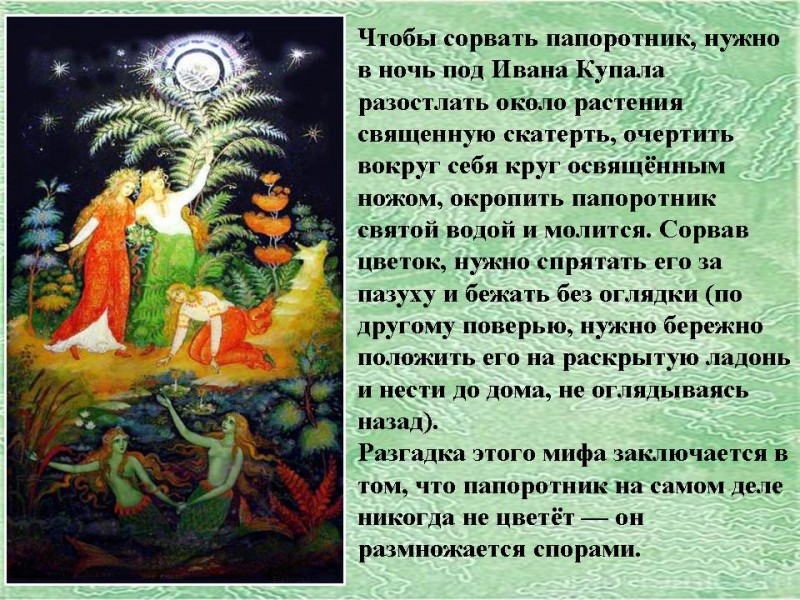 Чтобы сорвать папоротник, нужно
в ночь под Ивана Купала
разостлать около растения
священную скатерть, очертить
вокруг себя круг освящённым
ножом, окропить папоротник
святой водой и молится. Сорвав
цветок, нужно спрятать его за
пазуху и бежать без оглядки (по
другому поверью, нужно бережно
положить его на раскрытую ладонь
и нести до дома, не оглядываясь
назад).
Разгадка этого мифа заключается в
том, что папоротник на самом деле
никогда не цветёт — он
размножается спорами.